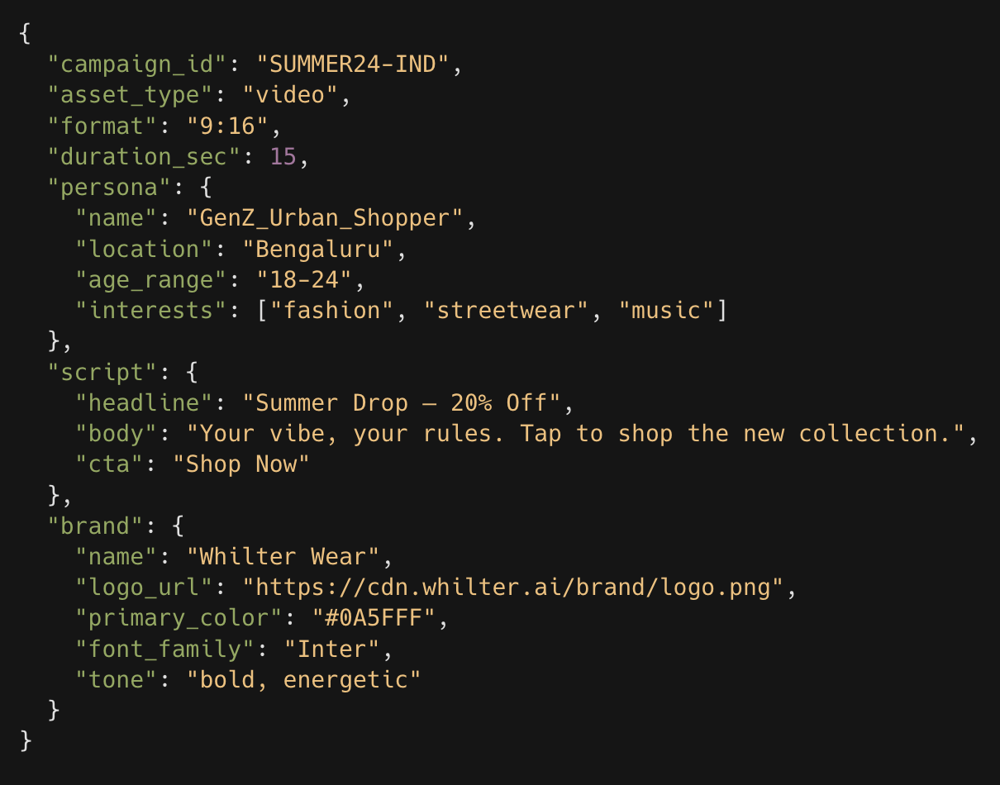 {
  "campaign_id": "SUMMER24-IND",
  "asset_type": "video",
  "format": "9:16",
  "duration_sec": 15,
  "persona": {
    "name": "GenZ_Urban_Shopper",
    "location": "Bengaluru",
    "age_range": "18-24",
    "interests": ["fashion", "streetwear", "music"]
  },
  "script": {
    "headline": "Summer Drop – 20% Off",
    "body": "Your vibe, your rules. Tap to shop the new collection.",
    "cta": "Shop Now"
  },
  "brand": {
    "name": "Whilter Wear",
    "logo_url": "https://cdn.whilter.ai/brand/logo.png",
    "primary_color": "#0A5FFF",
    "font_family": "Inter",
    "tone": "bold, energetic"
  }
}